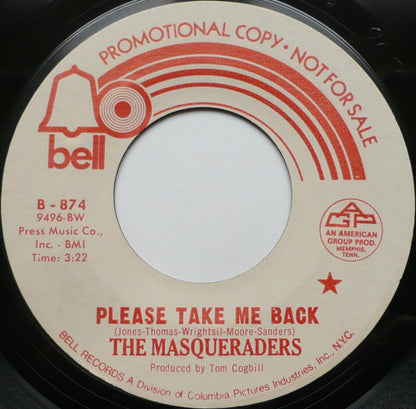 PROMOTIONAL COPY • NOT FOR SALE
bell
B - 874
9496-BW
Press Music Co.,
Inc. - BMI
Time: 3:22
AGP
AN AMERICAN
GROUP PROD.
MEMPHIS,
TENN.
PLEASE TAKE ME BACK
(Jones-Thomas-Wrightsil-Moore-Sanders)
THE MASQUERADERS
Produced by Tom Cogbill
BELL RECORDS A Division of Columbia Pictures Industries, Inc., N.Y.C.